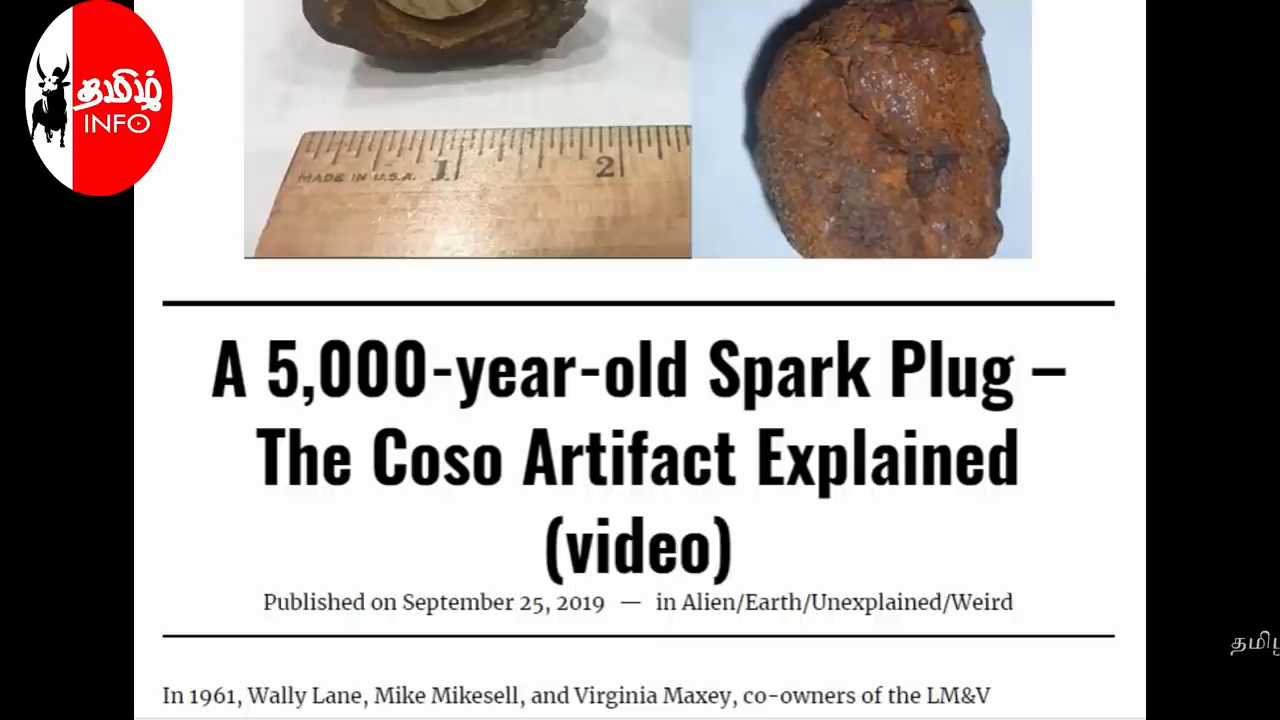 தமிழ்
INFO
MADE IN U.S.A. 1 2
A 5,000-year-old Spark Plug –
The Coso Artifact Explained
(video)
Published on September 25, 2019 — in Alien/Earth/Unexplained/Weird
In 1961, Wally Lane, Mike Mikesell, and Virginia Maxey, co-owners of the LM&V